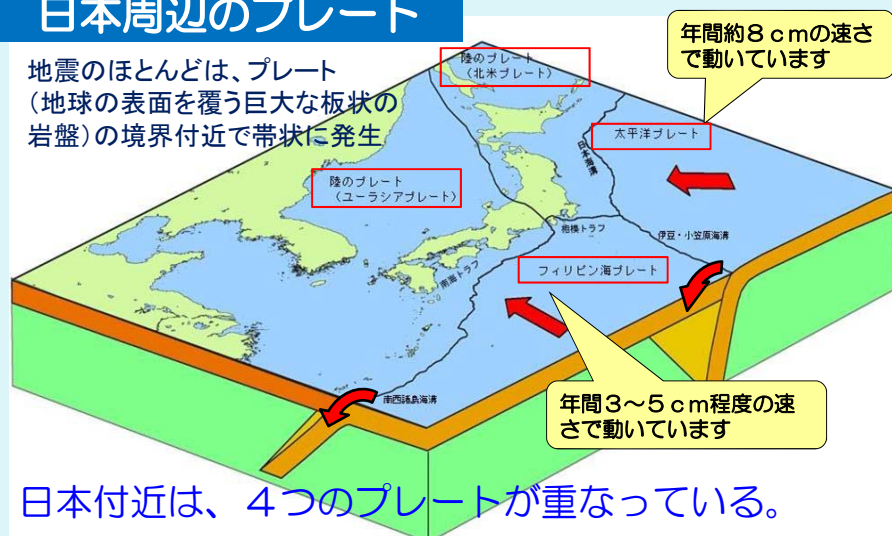 日本周辺のプレート
地震のほとんどは、プレート
（地球の表面を覆う巨大な板状の
岩盤）の境界付近で帯状に発生
陸のプレート
（北米プレート）
年間約８ｃｍの速さ
で動いています
太平洋プレート
日本海溝
陸のプレート
（ユーラシアプレート）
相模トラフ
伊豆・小笠原海溝
南海トラフ
フィリピン海プレート
南西諸島海溝
年間３～５ｃｍ程度の速
さで動いています
日本付近は、４つのプレートが重なっている。